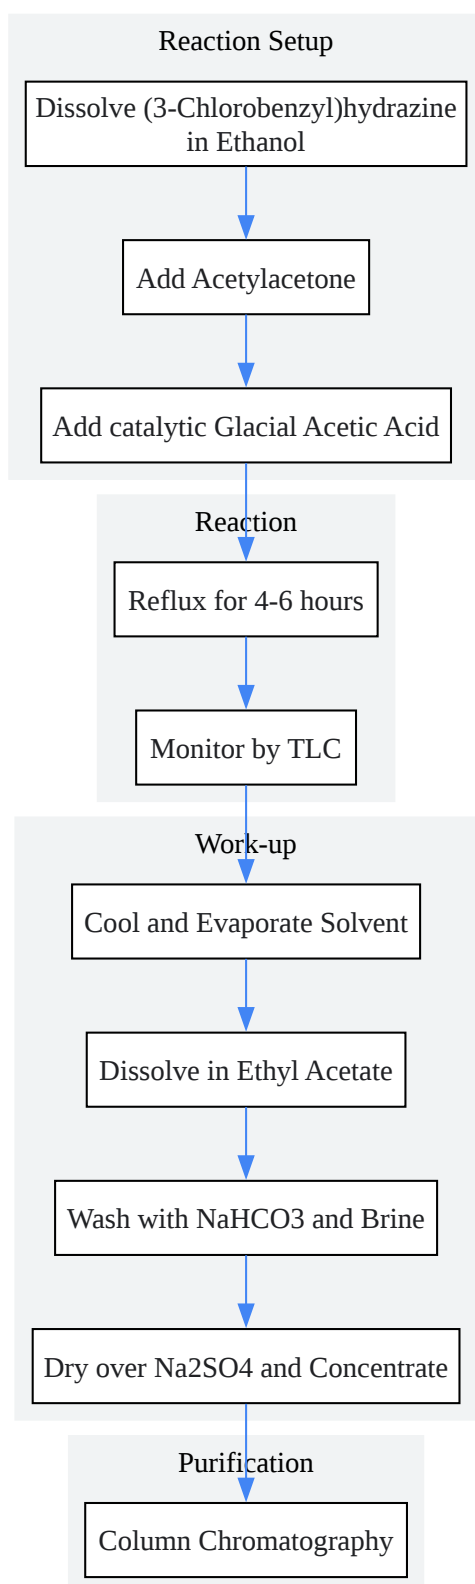 Reaction Setup
Dissolve (3-Chlorobenzyl)hydrazine
in Ethanol
Add Acetylacetone
Add catalytic Glacial Acetic Acid
Reaction
Reflux for 4-6 hours
Monitor by TLC
Work-up
Cool and Evaporate Solvent
Dissolve in Ethyl Acetate
Wash with NaHCO3 and Brine
Dry over Na2SO4 and Concentrate
Purification
Column Chromatography